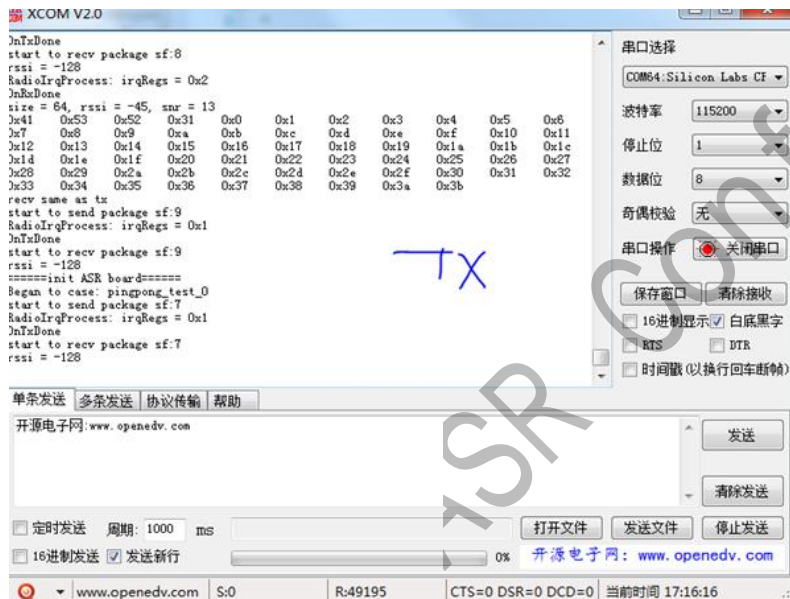 XCOM V2.0
OnTxDone
start to recv package sf:8
rssi = -128
RadioIrqProcess: irqRegs = 0x2
OnRxDone
size = 64, rssi = -45, snr = 13
0x41 0x53 0x52 0x31 0x0 0x1 0x2 0x3 0x4 0x5 0x6
0x7 0x8 0x9 0xa 0xb 0xc 0xd 0xe 0xf 0x10 0x11
0x12 0x13 0x14 0x15 0x16 0x17 0x18 0x19 0x1a 0x1b 0x1c
0x1d 0x1e 0x1f 0x20 0x21 0x22 0x23 0x24 0x25 0x26 0x27
0x28 0x29 0x2a 0x2b 0x2c 0x2d 0x2e 0x2f 0x30 0x31 0x32
0x33 0x34 0x35 0x36 0x37 0x38 0x39 0x3a 0x3b
recv same as tx
start to send package sf:9
RadioIrqProcess: irqRegs = 0x1
OnTxDone
start to recv package sf:9
rssi = -128
======init ASR board======
Began to case: pingpong_test_0
start to send package sf:7
RadioIrqProcess: irqRegs = 0x1
OnTxDone
start to recv package sf:7
rssi = -128
TX
串口选择
COM64:Silicon Labs CF
波特率 115200
停止位 1
数据位 8
奇偶校验 无
串口操作 关闭串口
保存窗口 清除接收
16进制显示 白底黑字
RTS DTR
时间戳(以换行回车断帧)
单条发送 多条发送 协议传输 帮助
开源电子网:www.openedv.com
发送
清除发送
定时发送 周期: 1000 ms 打开文件 发送文件 停止发送
16进制发送 发送新行 0% 开源电子网: www.openedv.com
www.openedv.com S:0 R:49195 CTS=0 DSR=0 DCD=0 当前时间 17:16:16
ASR